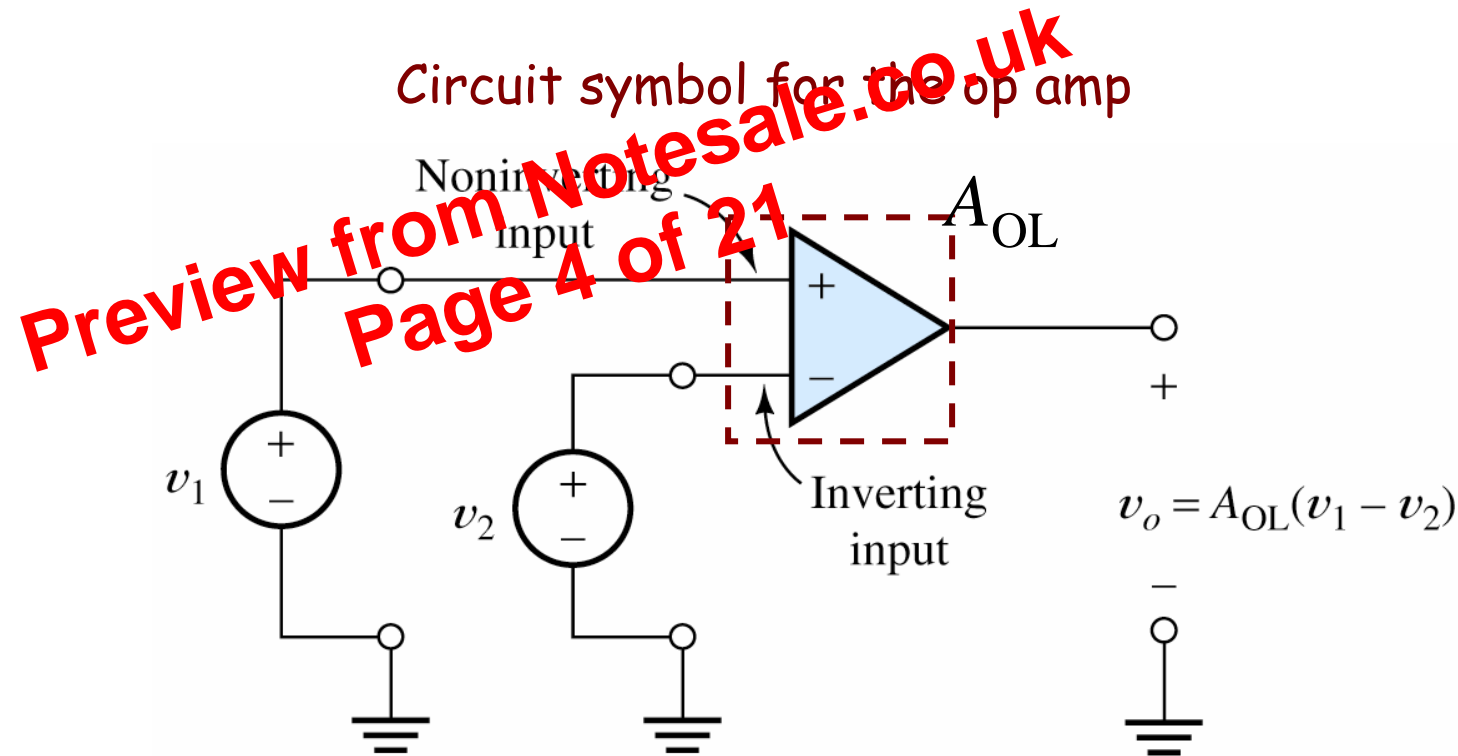 Circuit symbol for the op amp
Preview from Notesale.co.uk
Page 4 of 21
Noninverting
input
A_OL
+
−
+
v_1
+
−
v_2
+
−
Inverting
input
v_o = A_OL(v_1 − v_2)
−